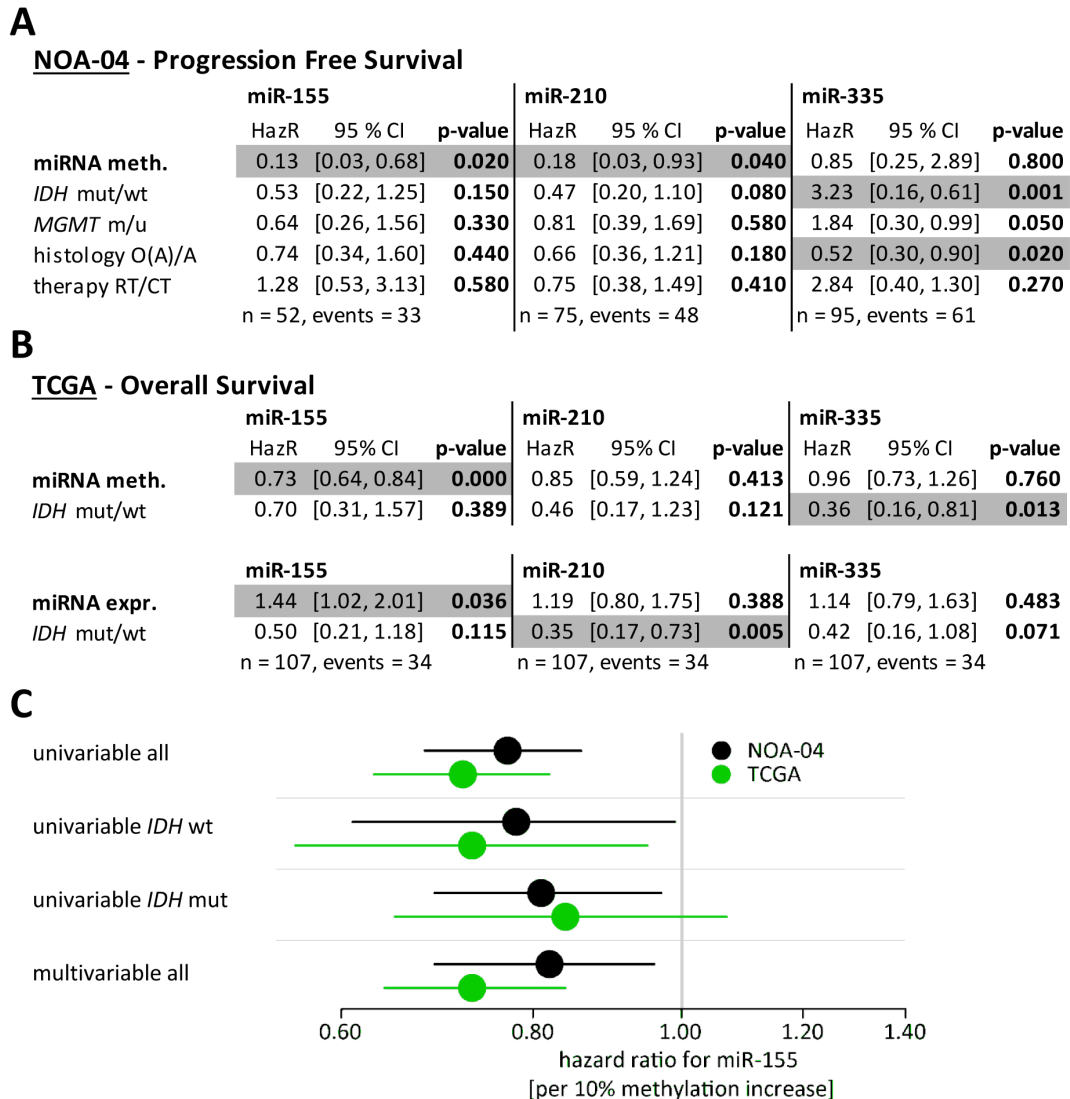 A
NOA-04 - Progression Free Survival
miR-155 miR-210 miR-335
HazR 95 % CI p-value HazR 95 % CI p-value HazR 95 % CI p-value
miRNA meth. 0.13 [0.03, 0.68] 0.020 0.18 [0.03, 0.93] 0.040 0.85 [0.25, 2.89] 0.800
IDH mut/wt 0.53 [0.22, 1.25] 0.150 0.47 [0.20, 1.10] 0.080 3.23 [0.16, 0.61] 0.001
MGMT m/u 0.64 [0.26, 1.56] 0.330 0.81 [0.39, 1.69] 0.580 1.84 [0.30, 0.99] 0.050
histology O(A)/A 0.74 [0.34, 1.60] 0.440 0.66 [0.36, 1.21] 0.180 0.52 [0.30, 0.90] 0.020
therapy RT/CT 1.28 [0.53, 3.13] 0.580 0.75 [0.38, 1.49] 0.410 2.84 [0.40, 1.30] 0.270
n = 52, events = 33 n = 75, events = 48 n = 95, events = 61
B
TCGA - Overall Survival
miR-155 miR-210 miR-335
HazR 95% CI p-value HazR 95% CI p-value HazR 95% CI p-value
miRNA meth. 0.73 [0.64, 0.84] 0.000 0.85 [0.59, 1.24] 0.413 0.96 [0.73, 1.26] 0.760
IDH mut/wt 0.70 [0.31, 1.57] 0.389 0.46 [0.17, 1.23] 0.121 0.36 [0.16, 0.81] 0.013
miR-155 miR-210 miR-335
miRNA expr. 1.44 [1.02, 2.01] 0.036 1.19 [0.80, 1.75] 0.388 1.14 [0.79, 1.63] 0.483
IDH mut/wt 0.50 [0.21, 1.18] 0.115 0.35 [0.17, 0.73] 0.005 0.42 [0.16, 1.08] 0.071
n = 107, events = 34 n = 107, events = 34 n = 107, events = 34
C
univariable all
NOA-04
TCGA
univariable IDH wt
univariable IDH mut
multivariable all
0.60 0.80 1.00 1.20 1.40
hazard ratio for miR-155
[per 10% methylation increase]